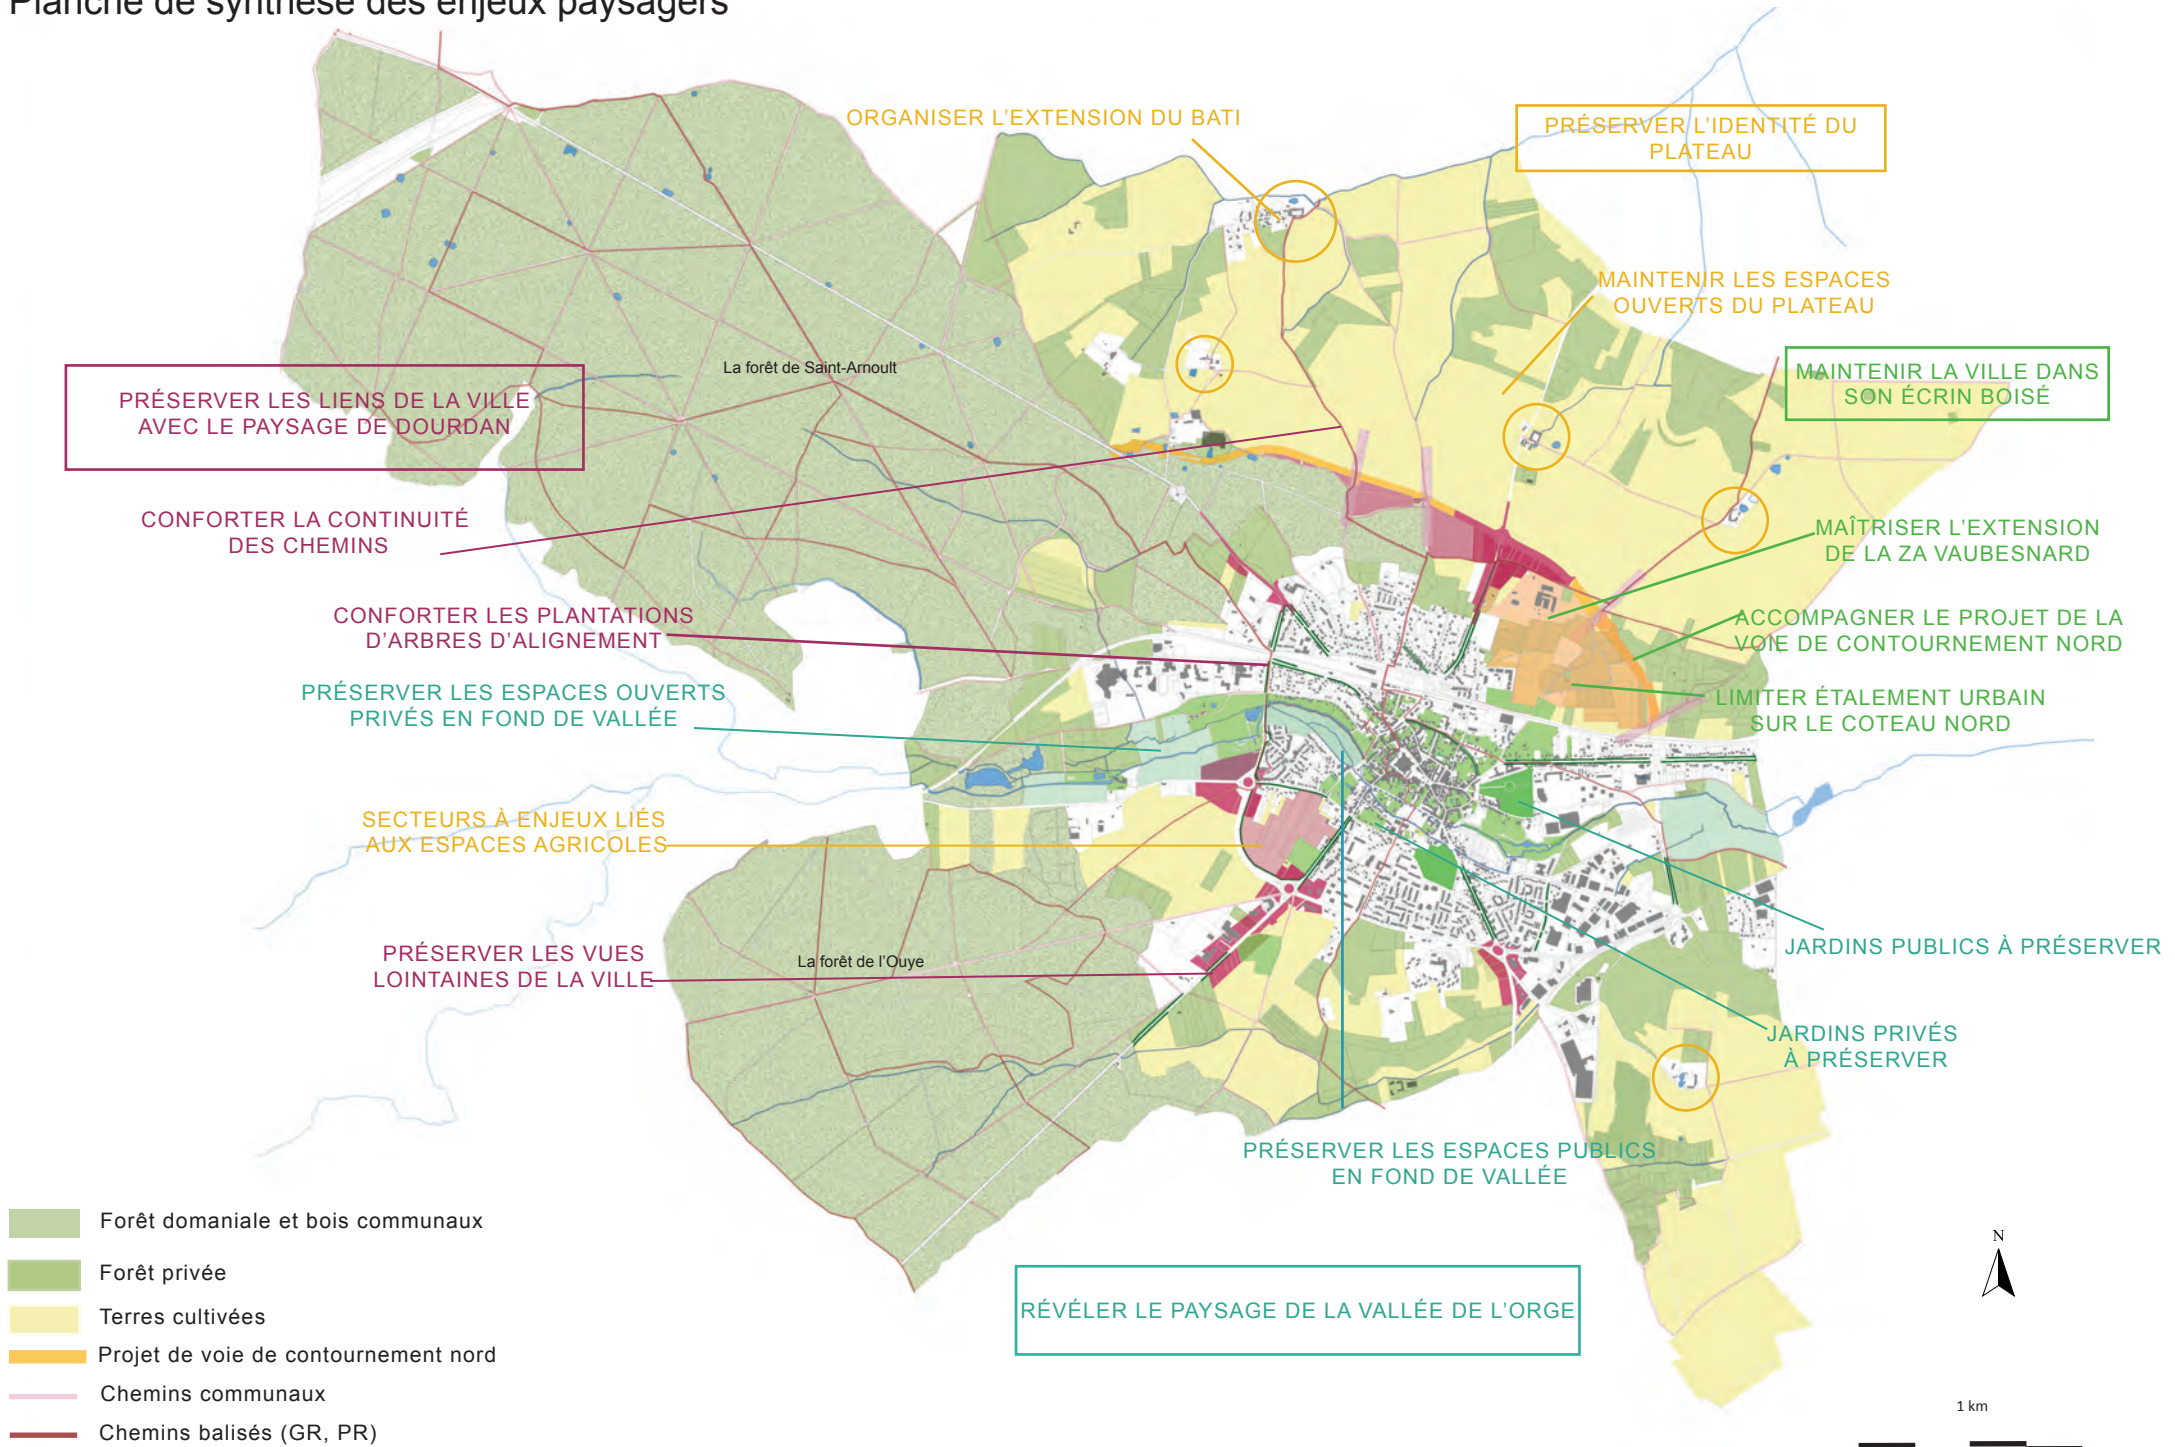 Planche de synthèse des enjeux paysagers
ORGANISER L'EXTENSION DU BATI
PRÉSERVER L'IDENTITÉ DU
PLATEAU
MAINTENIR LES ESPACES
OUVERTS DU PLATEAU
MAINTENIR LA VILLE DANS
SON ÉCRIN BOISÉ
La forêt de Saint-Arnoult
PRÉSERVER LES LIENS DE LA VILLE
AVEC LE PAYSAGE DE DOURDAN
CONFORTER LA CONTINUITÉ
DES CHEMINS
MAÎTRISER L'EXTENSION
DE LA ZA VAUBESNARD
CONFORTER LES PLANTATIONS
D'ARBRES D'ALIGNEMENT
ACCOMPAGNER LE PROJET DE LA
VOIE DE CONTOURNEMENT NORD
PRÉSERVER LES ESPACES OUVERTS
PRIVÉS EN FOND DE VALLÉE
LIMITER ÉTALEMENT URBAIN
SUR LE COTEAU NORD
SECTEURS À ENJEUX LIÉS
AUX ESPACES AGRICOLES
PRÉSERVER LES VUES
LOINTAINES DE LA VILLE
La forêt de l'Ouye
JARDINS PUBLICS À PRÉSERVER
JARDINS PRIVÉS
À PRÉSERVER
PRÉSERVER LES ESPACES PUBLICS
EN FOND DE VALLÉE
RÉVÉLER LE PAYSAGE DE LA VALLÉE DE L'ORGE
Forêt domaniale et bois communaux
Forêt privée
Terres cultivées
Projet de voie de contournement nord
Chemins communaux
Chemins balisés (GR, PR)
N
1 km